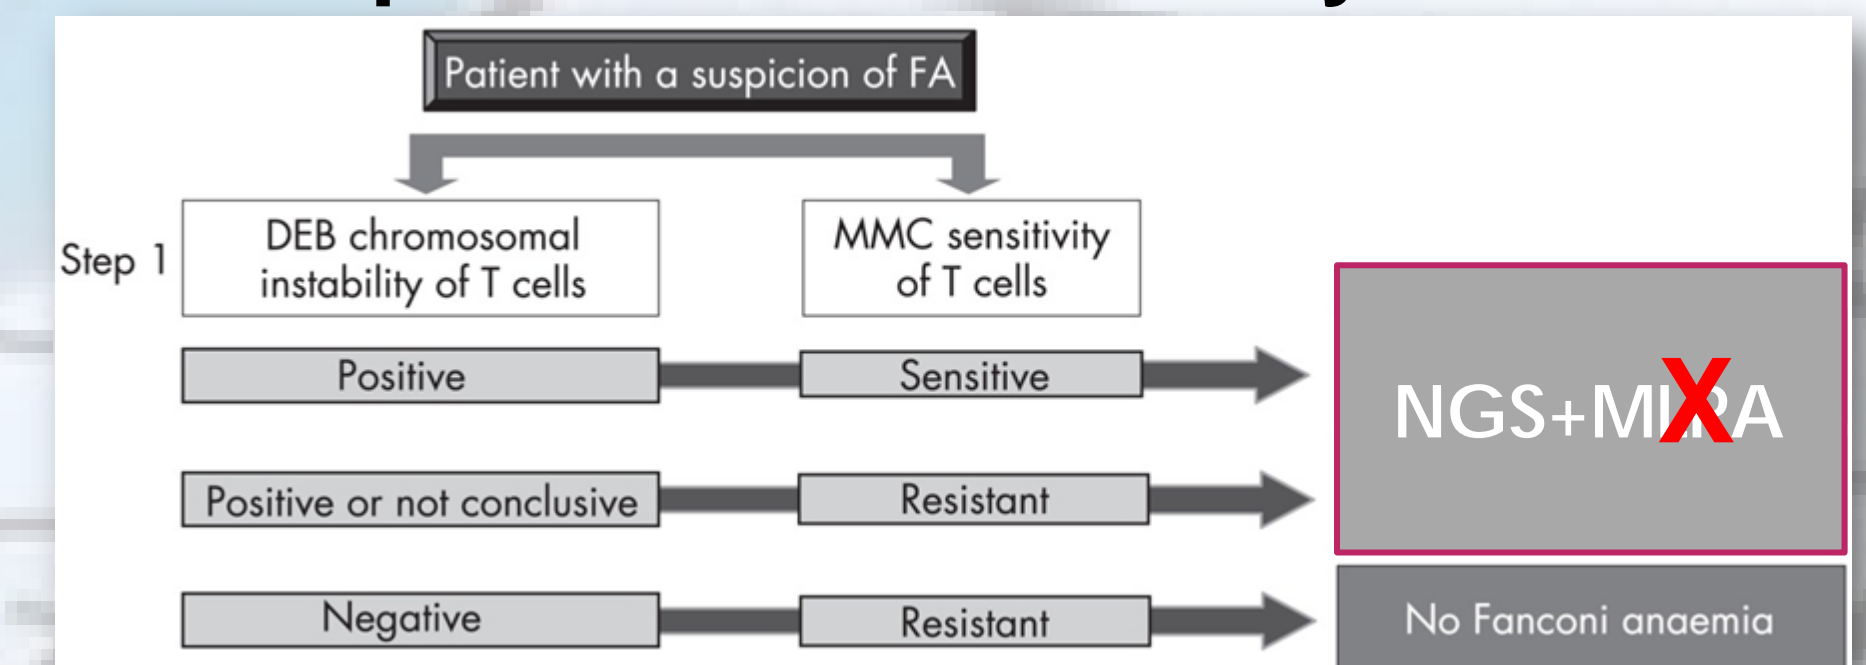 Patient with a suspicion of FA
Step 1
DEB chromosomal
instability of T cells
MMC sensitivity
of T cells
Positive
Sensitive
NGS+MLPA
X
Positive or not conclusive
Resistant
Negative
Resistant
No Fanconi anaemia